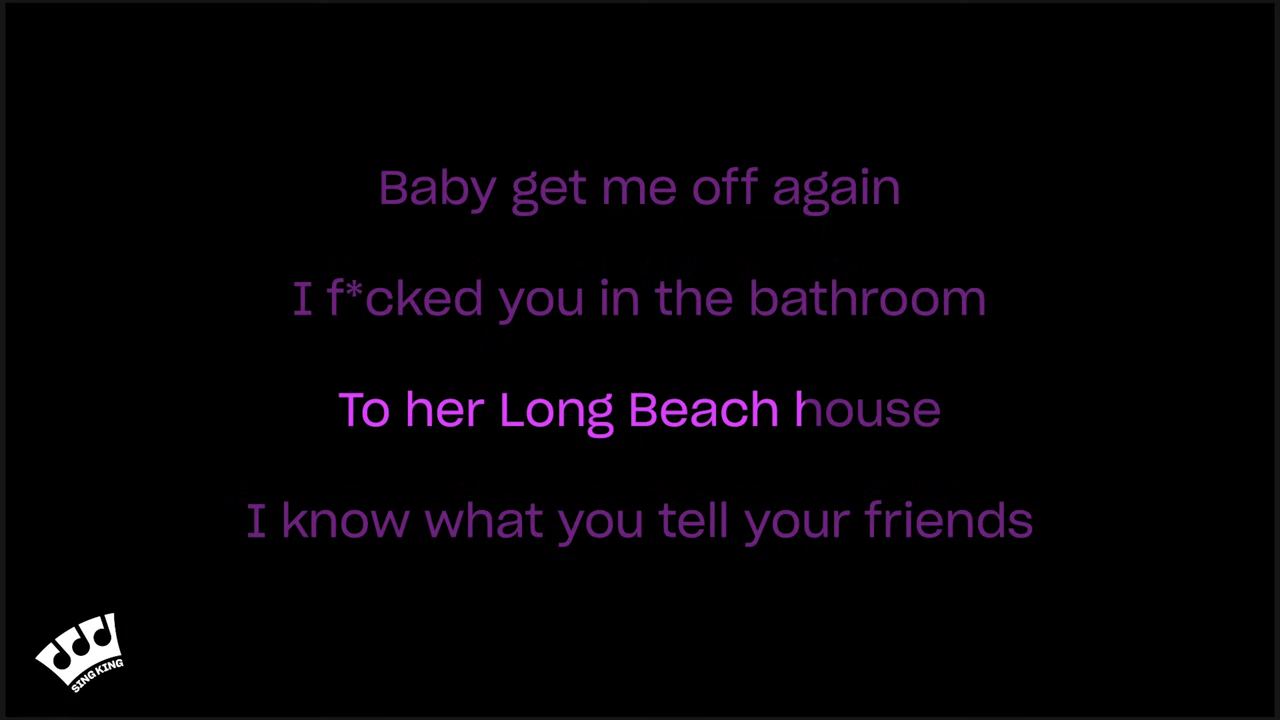 Baby get me off again
I f*cked you in the bathroom
To her Long Beach house
I know what you tell your friends
SING KING